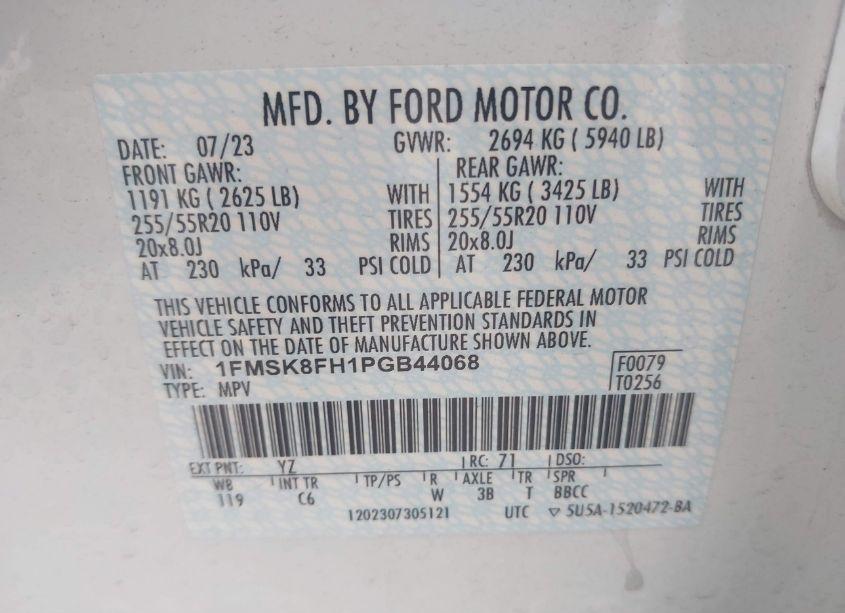 MFD. BY FORD MOTOR CO.
DATE: 07/23 GVWR: 2694 KG ( 5940 LB)
FRONT GAWR: REAR GAWR:
1191 KG ( 2625 LB) WITH 1554 KG ( 3425 LB) WITH
255/55R20 110V TIRES 255/55R20 110V TIRES
20x8.0J RIMS 20x8.0J RIMS
AT 230 kPa/ 33 PSI COLD AT 230 kPa/ 33 PSI COLD
THIS VEHICLE CONFORMS TO ALL APPLICABLE FEDERAL MOTOR
VEHICLE SAFETY AND THEFT PREVENTION STANDARDS IN
EFFECT ON THE DATE OF MANUFACTURE SHOWN ABOVE.
VIN: 1FMSK8FH1PGB44068 F0079
TYPE: MPV T0256
EXT PNT: YZ RC: 71 DSO:
WB INT TR TP/PS R AXLE TR SPR
119 C6 W 3B T BBCC
1202307305121 UTC ▽ 5U5A-1520472-BA